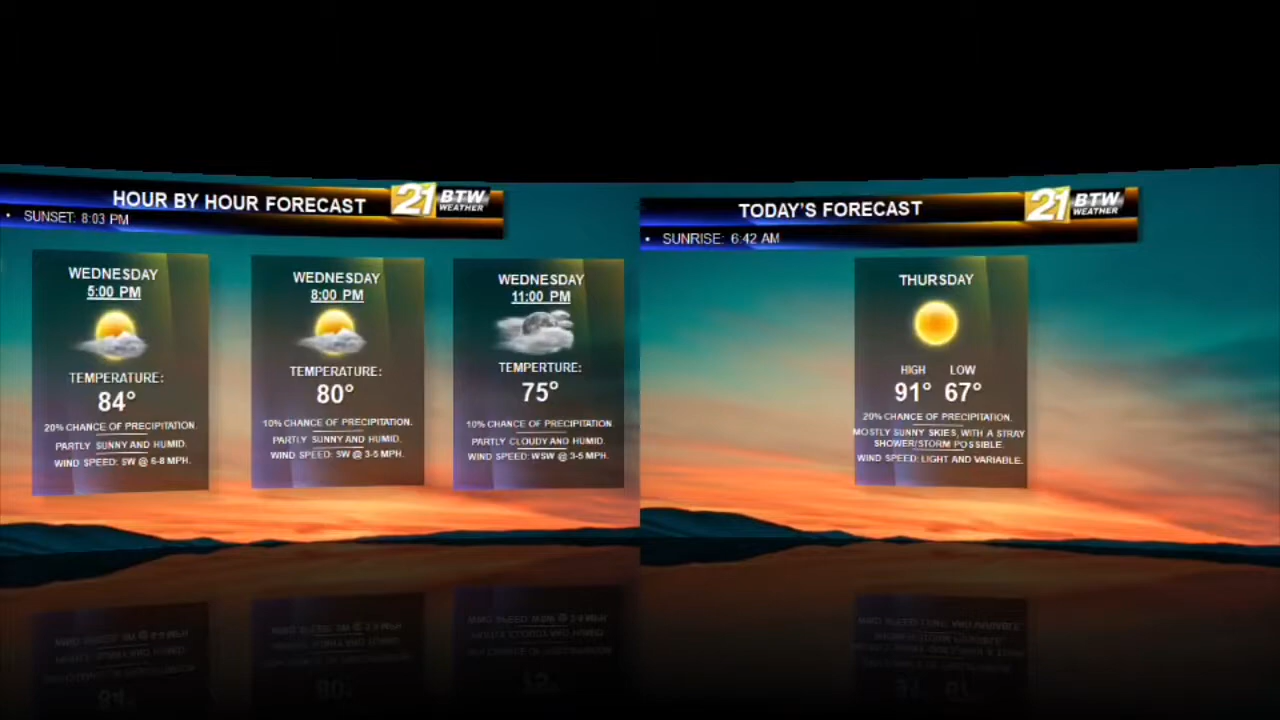 HOUR BY HOUR FORECAST
21 BTW
WEATHER
• SUNSET: 8:03 PM
WEDNESDAY
5:00 PM
TEMPERATURE:
84°
20% CHANCE OF PRECIPITATION.
PARTLY SUNNY AND HUMID.
WIND SPEED: SW @ 6-8 MPH.
WEDNESDAY
8:00 PM
TEMPERATURE:
80°
10% CHANCE OF PRECIPITATION.
PARTLY SUNNY AND HUMID.
WIND SPEED: SW @ 3-5 MPH.
WEDNESDAY
11:00 PM
TEMPERTURE:
75°
10% CHANCE OF PRECIPITATION.
PARTLY CLOUDY AND HUMID.
WIND SPEED: WSW @ 3-5 MPH.
TODAY'S FORECAST
21 BTW
WEATHER
• SUNRISE: 6:42 AM
THURSDAY
HIGH LOW
91° 67°
20% CHANCE OF PRECIPITATION.
MOSTLY SUNNY SKIES, WITH A STRAY
SHOWER/STORM POSSIBLE.
WIND SPEED: LIGHT AND VARIABLE.